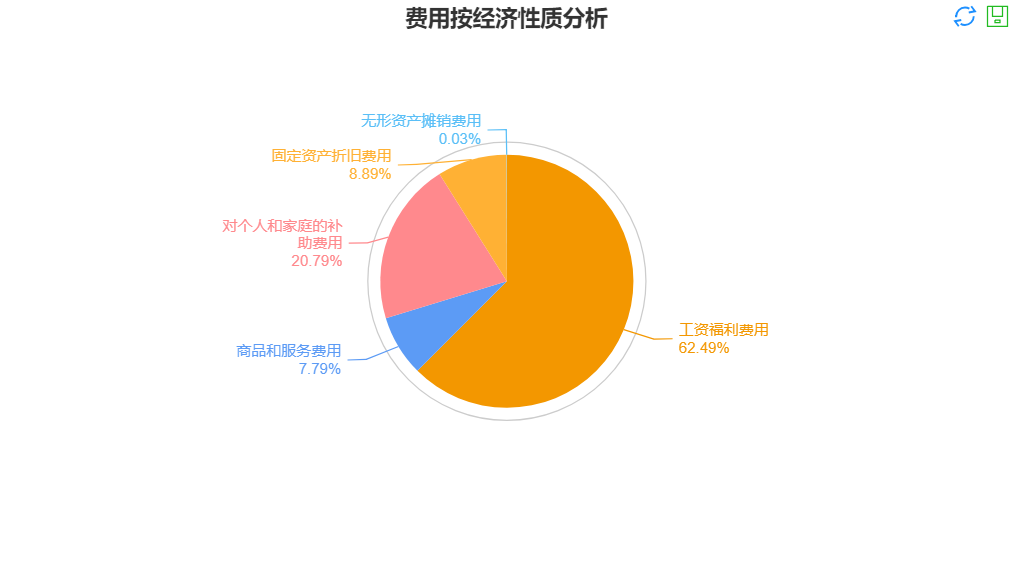 费用按经济性质分析
无形资产摊销费用
0.03%
固定资产折旧费用
8.89%
对个人和家庭的补
助费用
20.79%
工资福利费用
62.49%
商品和服务费用
7.79%